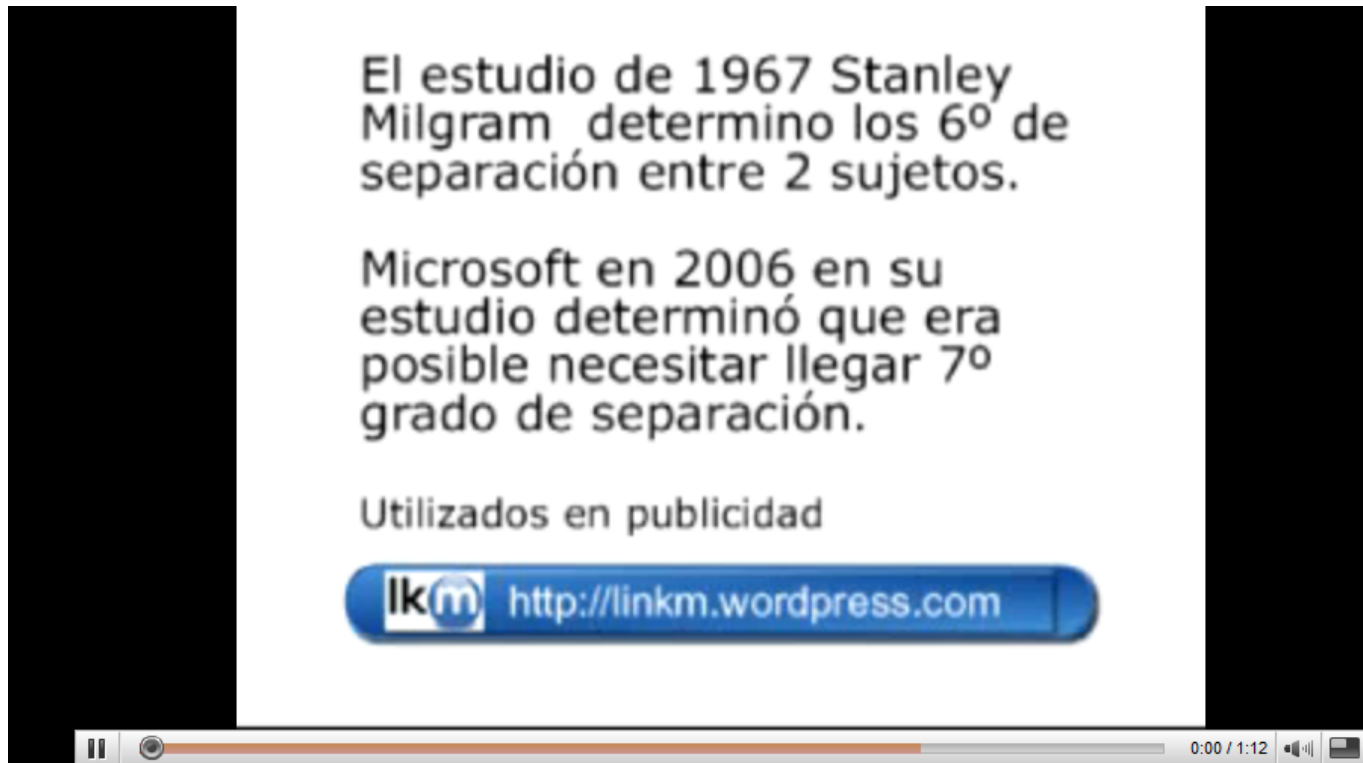 El estudio de 1967 Stanley
Milgram determino los 6º de
separación entre 2 sujetos.
Microsoft en 2006 en su
estudio determinó que era
posible necesitar llegar 7º
grado de separación.
Utilizados en publicidad
lkm http://linkm.wordpress.com
0:00 / 1:12